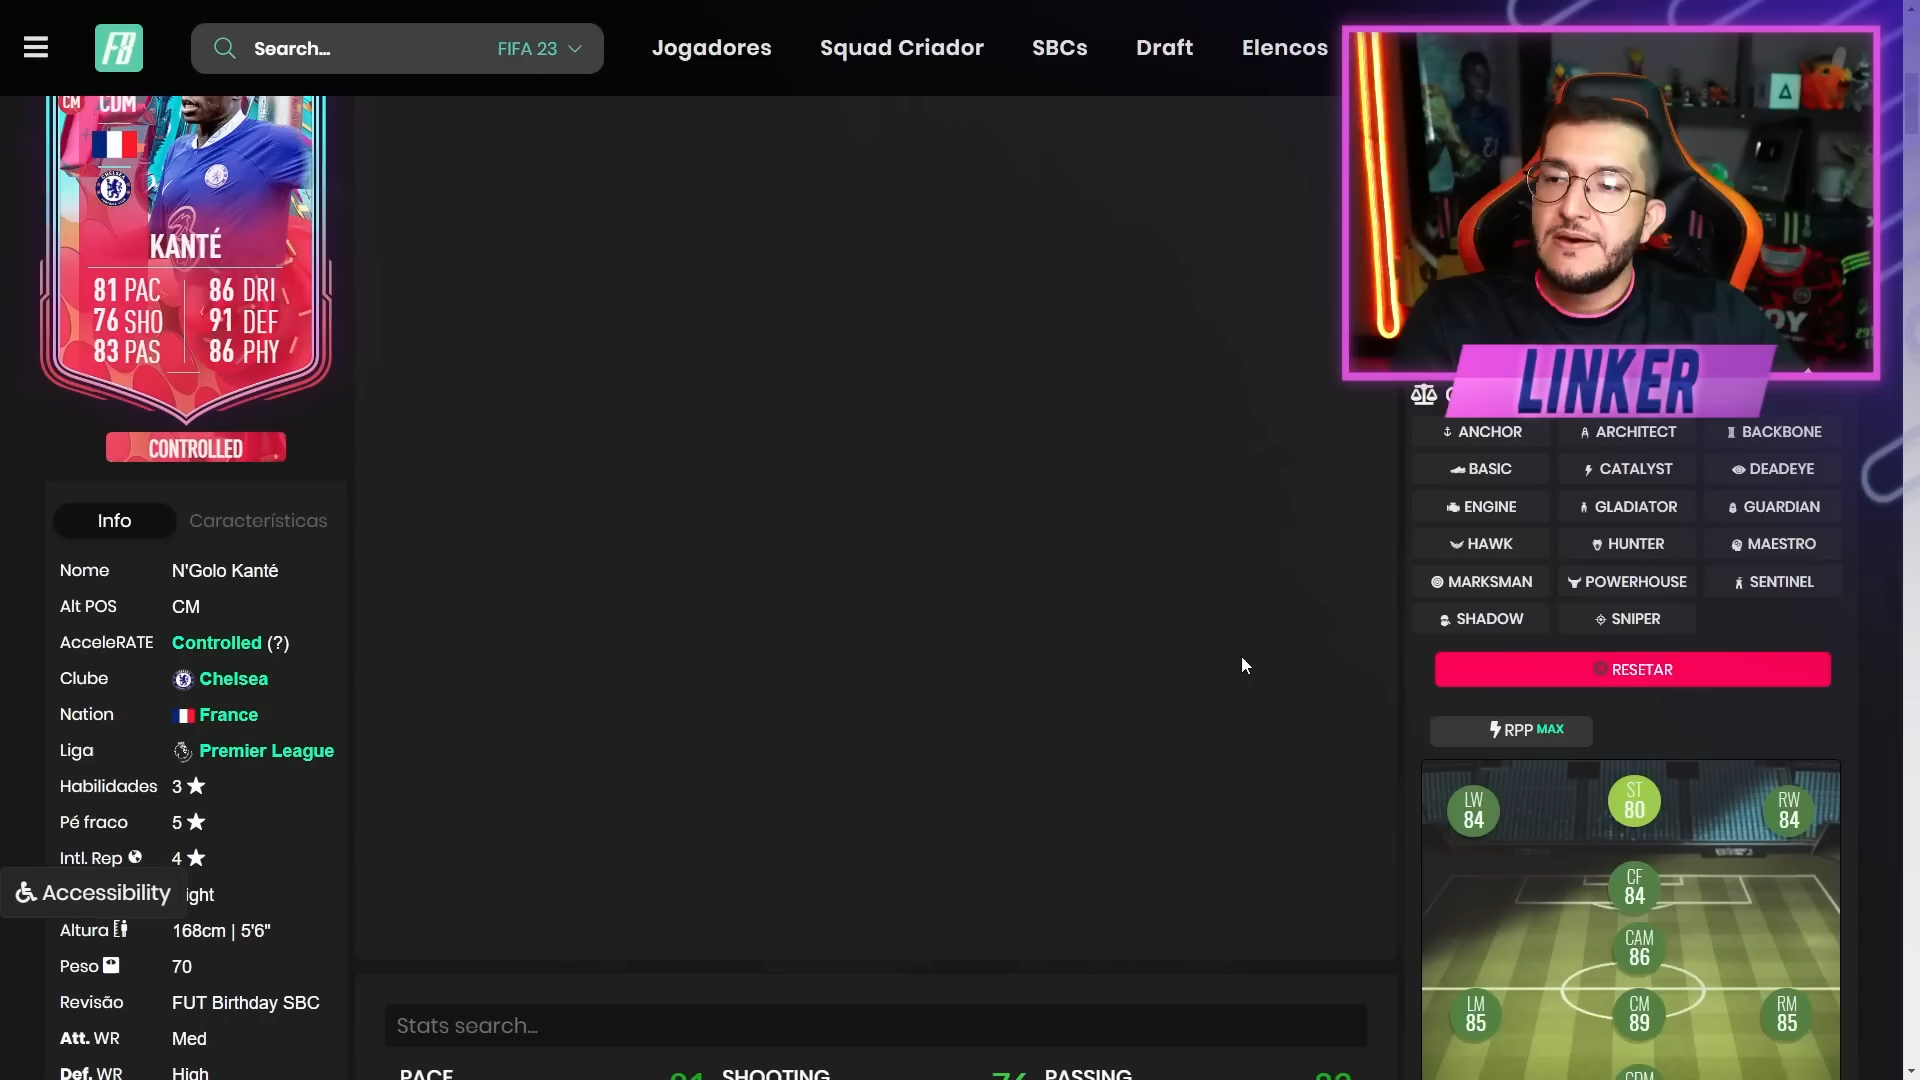 Search...
FIFA 23
Jogadores
Squad Criador
SBCs
Draft
Elencos
CM
CDM
KANTÉ
81 PAC 86 DRI
76 SHO 91 DEF
83 PAS 86 PHY
CONTROLLED
Info Características
Nome N'Golo Kanté
Alt POS CM
AcceleRATE Controlled (?)
Clube Chelsea
Nation France
Liga Premier League
Habilidades 3
Pé fraco 5
Intl. Rep 4
Accessibility
Altura 168cm | 5'6"
Peso 70
Revisão FUT Birthday SBC
Att. WR Med
Def. WR High
Stats search...
PACE 81 SHOOTING 76 PASSING 83
LINKER
ANCHOR ARCHITECT BACKBONE
BASIC CATALYST DEADEYE
ENGINE GLADIATOR GUARDIAN
HAWK HUNTER MAESTRO
MARKSMAN POWERHOUSE SENTINEL
SHADOW SNIPER
RESETAR
RPP MAX
LW
84
ST
80
RW
84
CF
84
CAM
86
LM
85
CM
89
RM
85
CDM